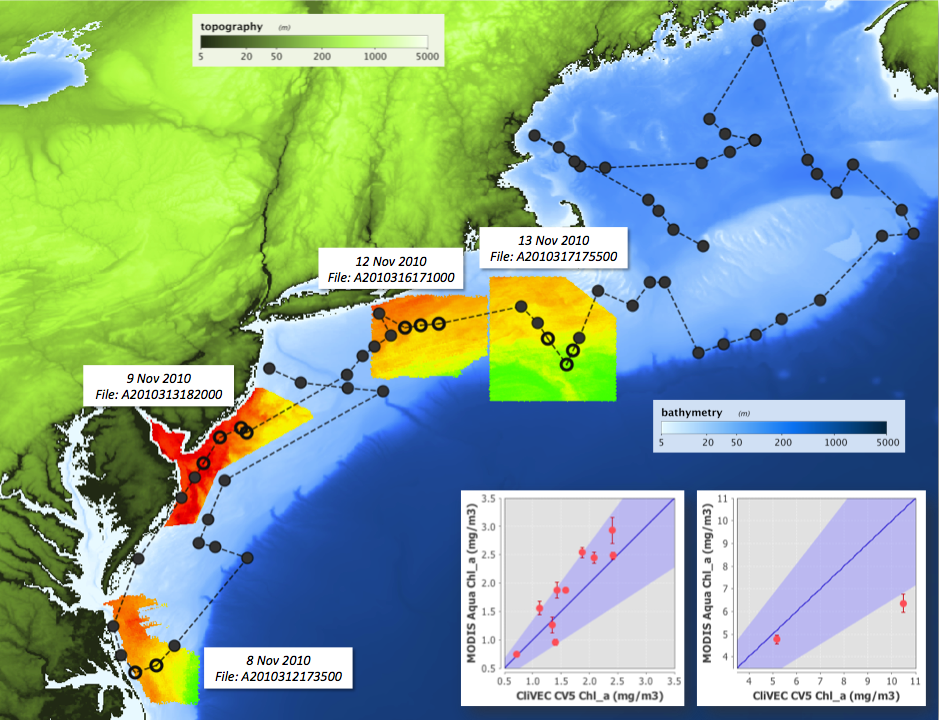 topography (m)
5 20 50 200 1000 5000
13 Nov 2010
File: A2010317175500
12 Nov 2010
File: A2010316171000
9 Nov 2010
File: A2010313182000
bathymetry (m)
5 20 50 200 1000 5000
8 Nov 2010
File: A2010312173500
MODIS Aqua Chl_a (mg/m3)
3.5
3.0
2.5
2.0
1.5
1.0
0.5
0.5 1.0 1.5 2.0 2.5 3.0 3.5
CliVEC CV5 Chl_a (mg/m3)
MODIS Aqua Chl_a (mg/m3)
11
10
9
8
7
6
5
4
4 5 6 7 8 9 10 11
CliVEC CV5 Chl_a (mg/m3)